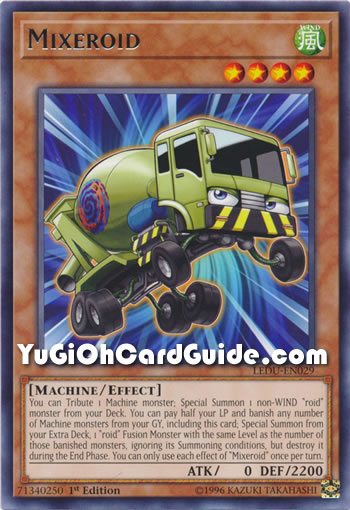 MIXEROID
WIND
風
YuGiOhCardGuide.com
LEDU-EN029
[MACHINE/EFFECT]
You can Tribute 1 Machine monster; Special Summon 1 non-WIND "roid"
monster from your Deck. You can pay half your LP and banish any number
of Machine monsters from your GY, including this card; Special Summon from
your Extra Deck, 1 "roid" Fusion Monster with the same Level as the number of
those banished monsters, ignoring its Summoning conditions, but destroy it
during the End Phase. You can only use each effect of "Mixeroid" once per turn.
ATK/ 0 DEF/2200
71340250 1st Edition ©1996 KAZUKI TAKAHASHI